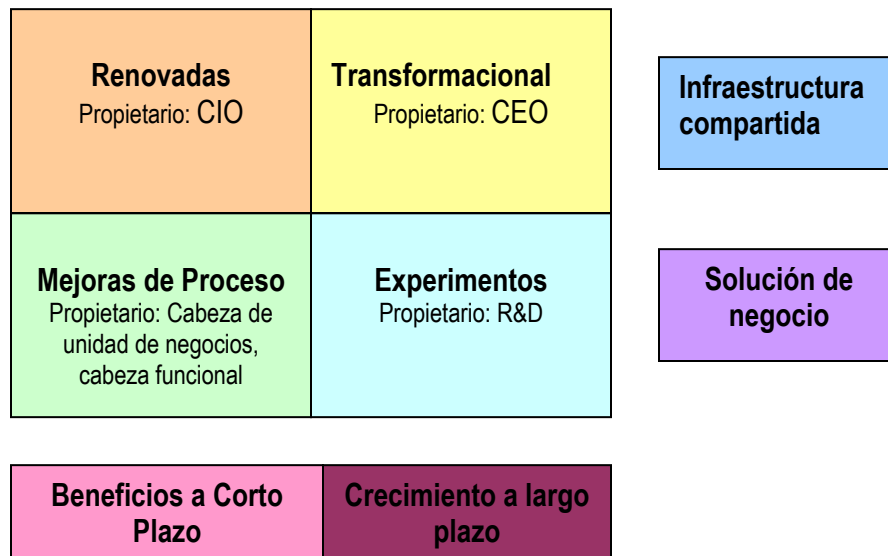 Renovadas
Propietario: CIO
Transformacional
Propietario: CEO
Infraestructura
compartida
Mejoras de Proceso
Propietario: Cabeza de
unidad de negocios,
cabeza funcional
Experimentos
Propietario: R&D
Solución de
negocio
Beneficios a Corto
Plazo
Crecimiento a largo
plazo